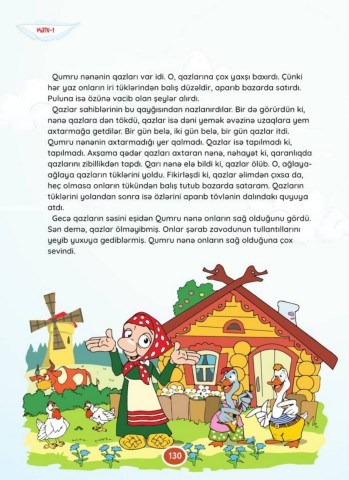 Mətn-1
Qumru nənənin qazları var idi. O, qazlarına çox yaxşı baxırdı. Çünki
hər yaz onların iri tüklərindən balış düzəldir, aparıb bazarda satırdı.
Puluna isə özünə vacib olan şeylər alırdı.
Qazlar sahiblərinin bu qayğısından nazlanırdılar. Bir də görürdün ki,
nənə qazlara dən tökdü, qazlar isə dəni yemək əvəzinə uzaqlara yem
axtarmağa getdilər. Bir gün belə, iki gün belə, bir gün qazlar itdi.
Qumru nənənin axtarmadığı yer qalmadı. Qazlar isə tapılmadı ki,
tapılmadı. Axşama qədər qazları axtaran nənə, nəhayət ki, qaranlıqda
qazlarını zibillikdən tapdı. Qarı nənə elə bildi ki, qazlar ölüb. O, ağlaya-
ağlaya qazların tüklərini yoldu. Fikirləşdi ki, qazlar əlimdən çıxsa da,
heç olmasa onların tükündən balış tutub bazarda sataram. Qazların
tüklərini yolandan sonra isə özlərini aparıb tövlənin dalındakı quyuya
atdı.
Gecə qazların səsini eşidən Qumru nənə onların sağ olduğunu gördü.
Sən demə, qazlar ölməyibmiş. Onlar şərab zavodunun tullantılarını
yeyib yuxuya gediblərmiş. Qumru nənə onların sağ olduğuna çox
sevindi.
130